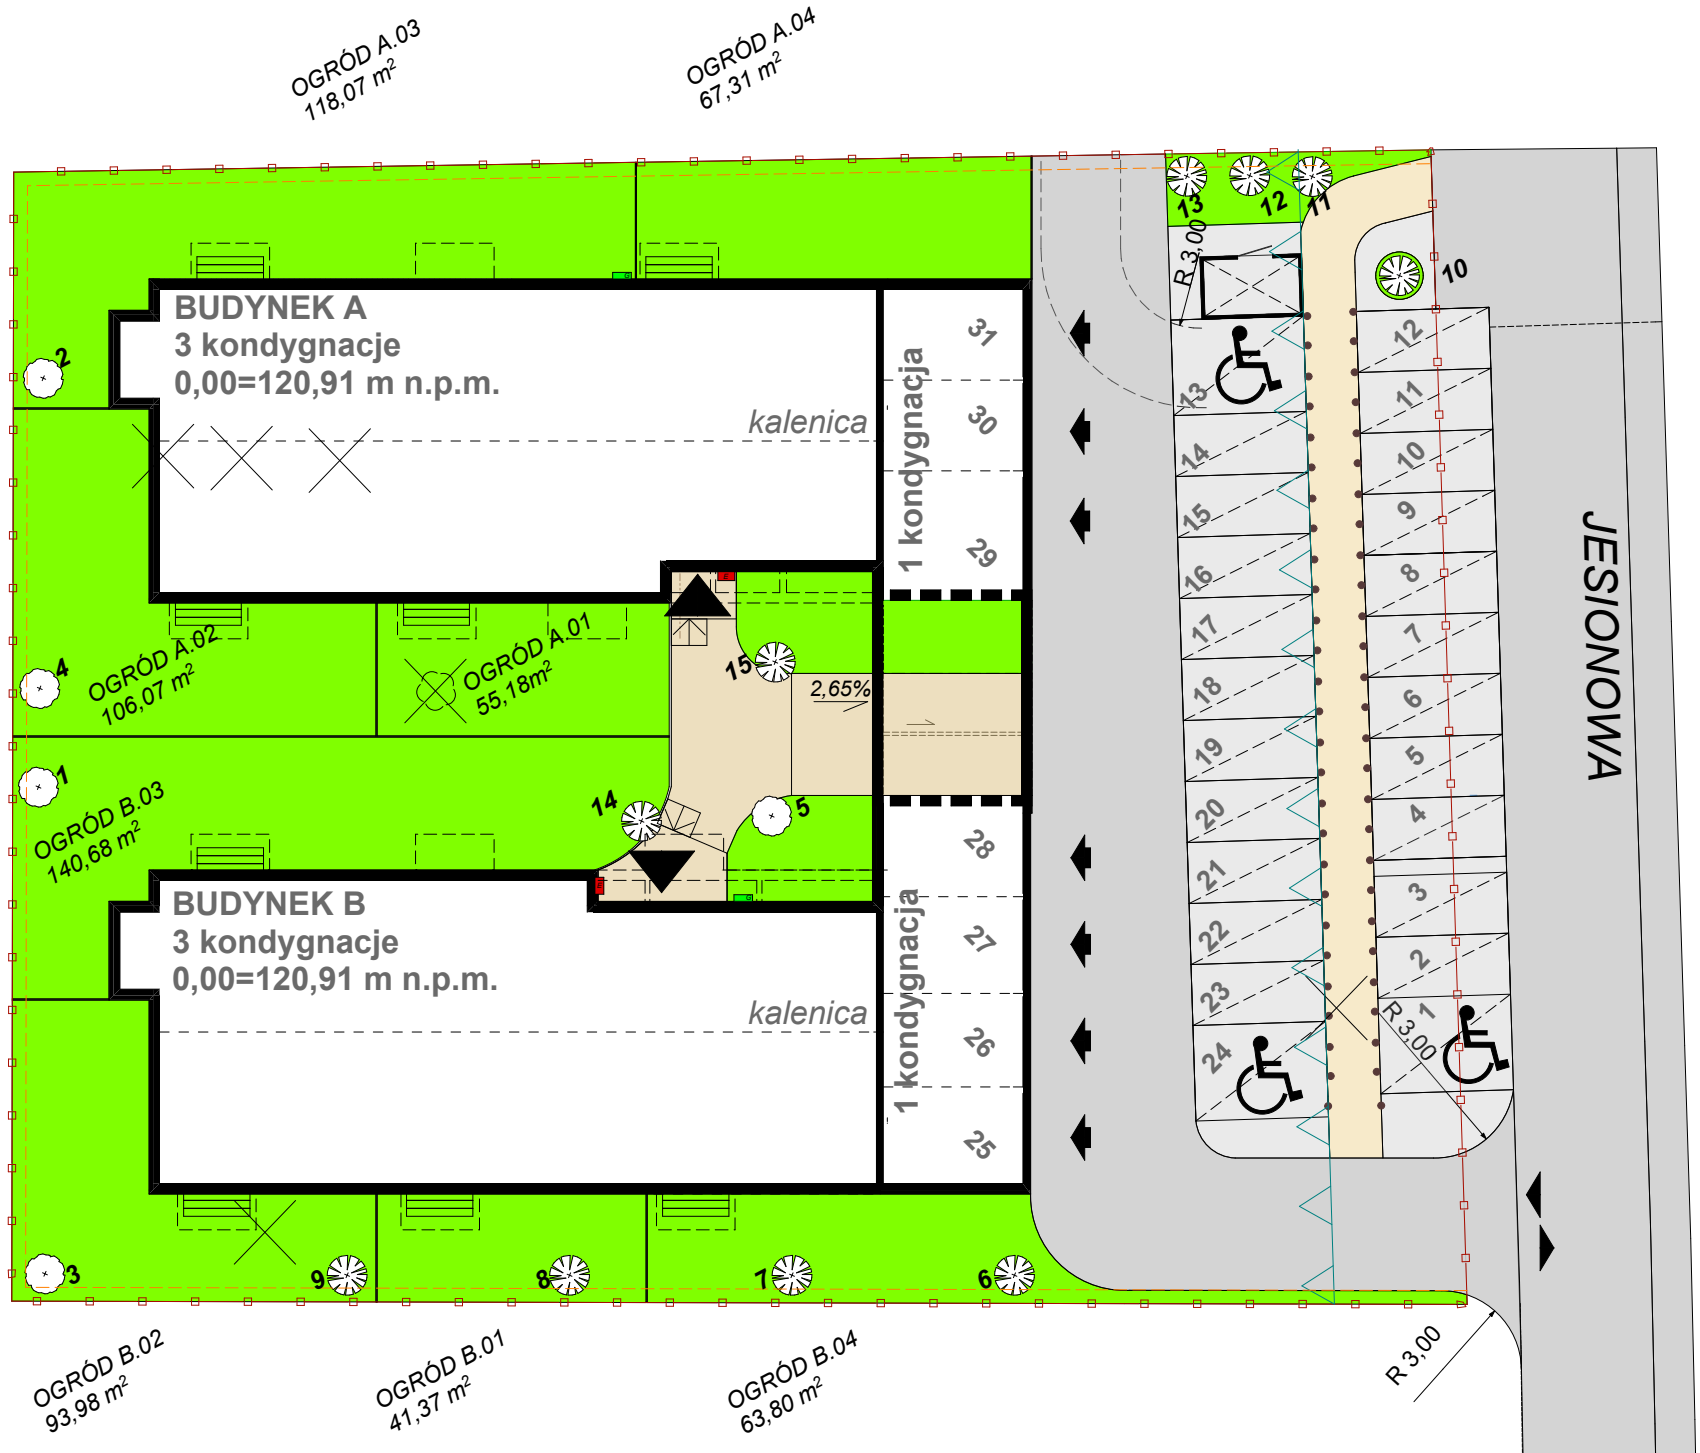 OGRÓD A.03
118,07 m²
OGRÓD A.04
67,31 m²
13
12
11
R 3,00
10
BUDYNEK A
3 kondygnacje
0,00=120,91 m n.p.m.
kalenica
1 kondygnacja
31
30
29
2
13
14
15
16
17
18
19
20
21
22
23
24
12
11
10
9
8
7
6
5
4
3
2
1
R 3,00
JESIONOWA
OGRÓD A.02
106,07 m²
OGRÓD A.01
55,18m²
4
15
2,65%
1
OGRÓD B.03
140,68 m²
14
5
BUDYNEK B
3 kondygnacje
0,00=120,91 m n.p.m.
kalenica
1 kondygnacja
28
27
26
25
3
9
8
7
6
OGRÓD B.02
93,98 m²
OGRÓD B.01
41,37 m²
OGRÓD B.04
63,80 m²
R 3,00